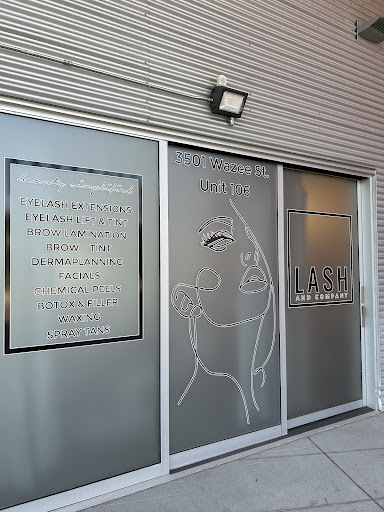 beauty simplified
EYELASH EXTENSIONS
EYELASH LIFT & TINT
BROW LAMINATION
BROW TINT
DERMAPLANNING
FACIALS
CHEMICAL PEELS
BOTOX & FILLER
WAXING
SPRAY TANS
3501 Wazee St.
Unit 106
LASH
AND COMPANY